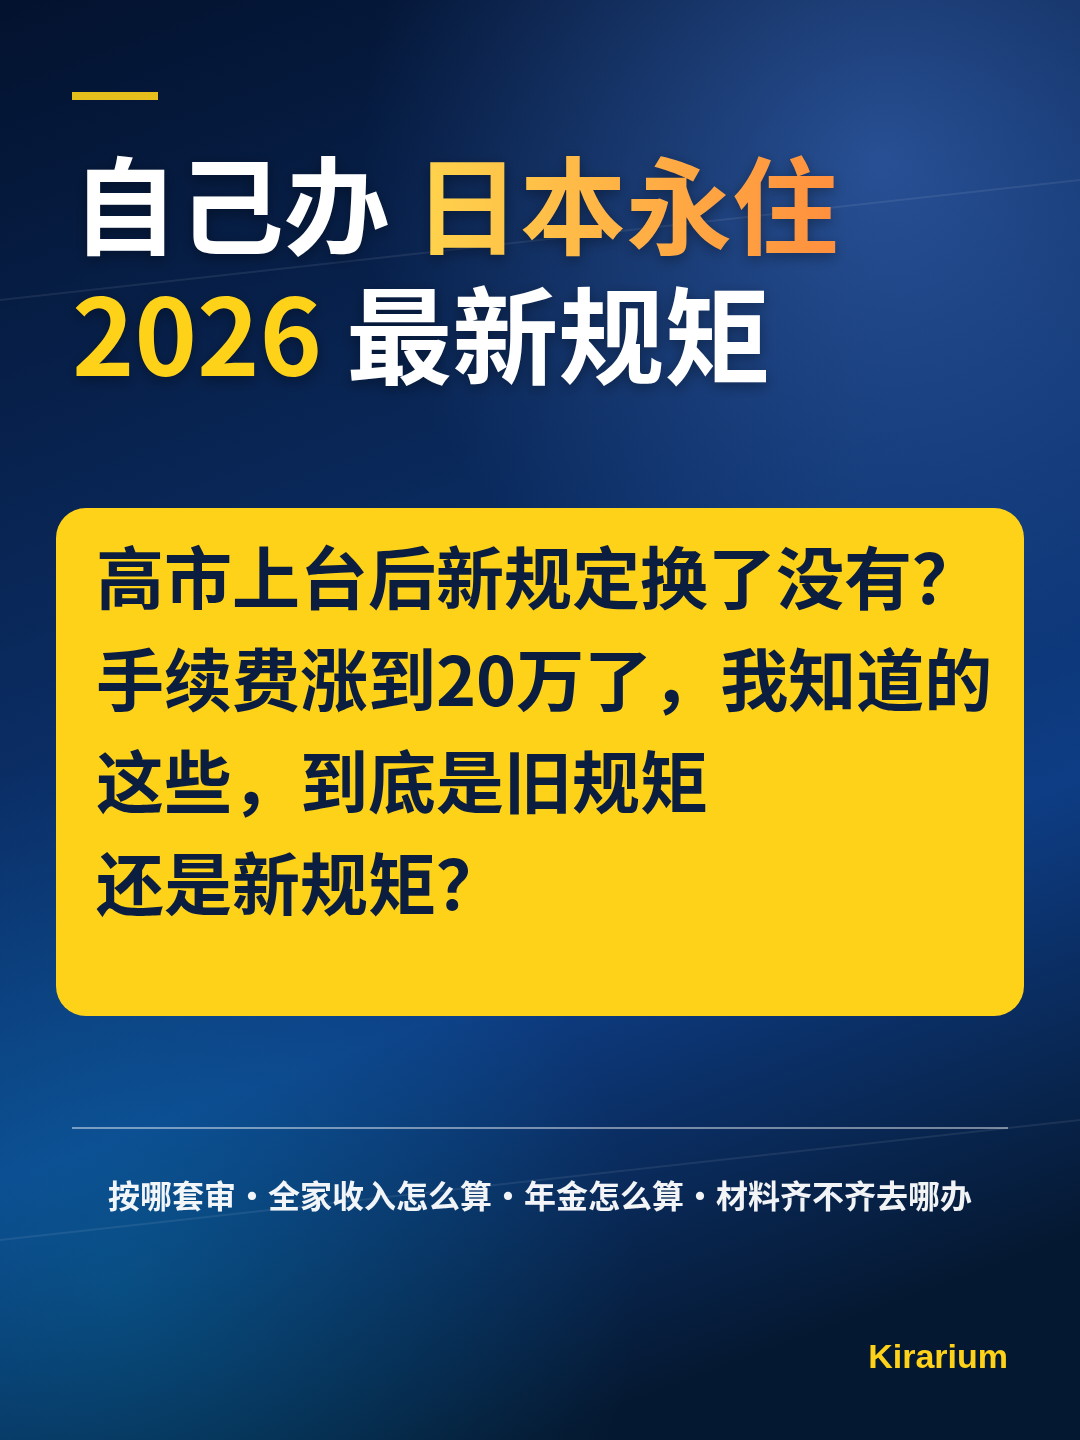 自己办 日本永住
2026 最新规矩
高市上台后新规定换了没有？
手续费涨到20万了，我知道的
这些，到底是旧规矩
还是新规矩？
按哪套审・全家收入怎么算・年金怎么算・材料齐不齐去哪办
Kirarium